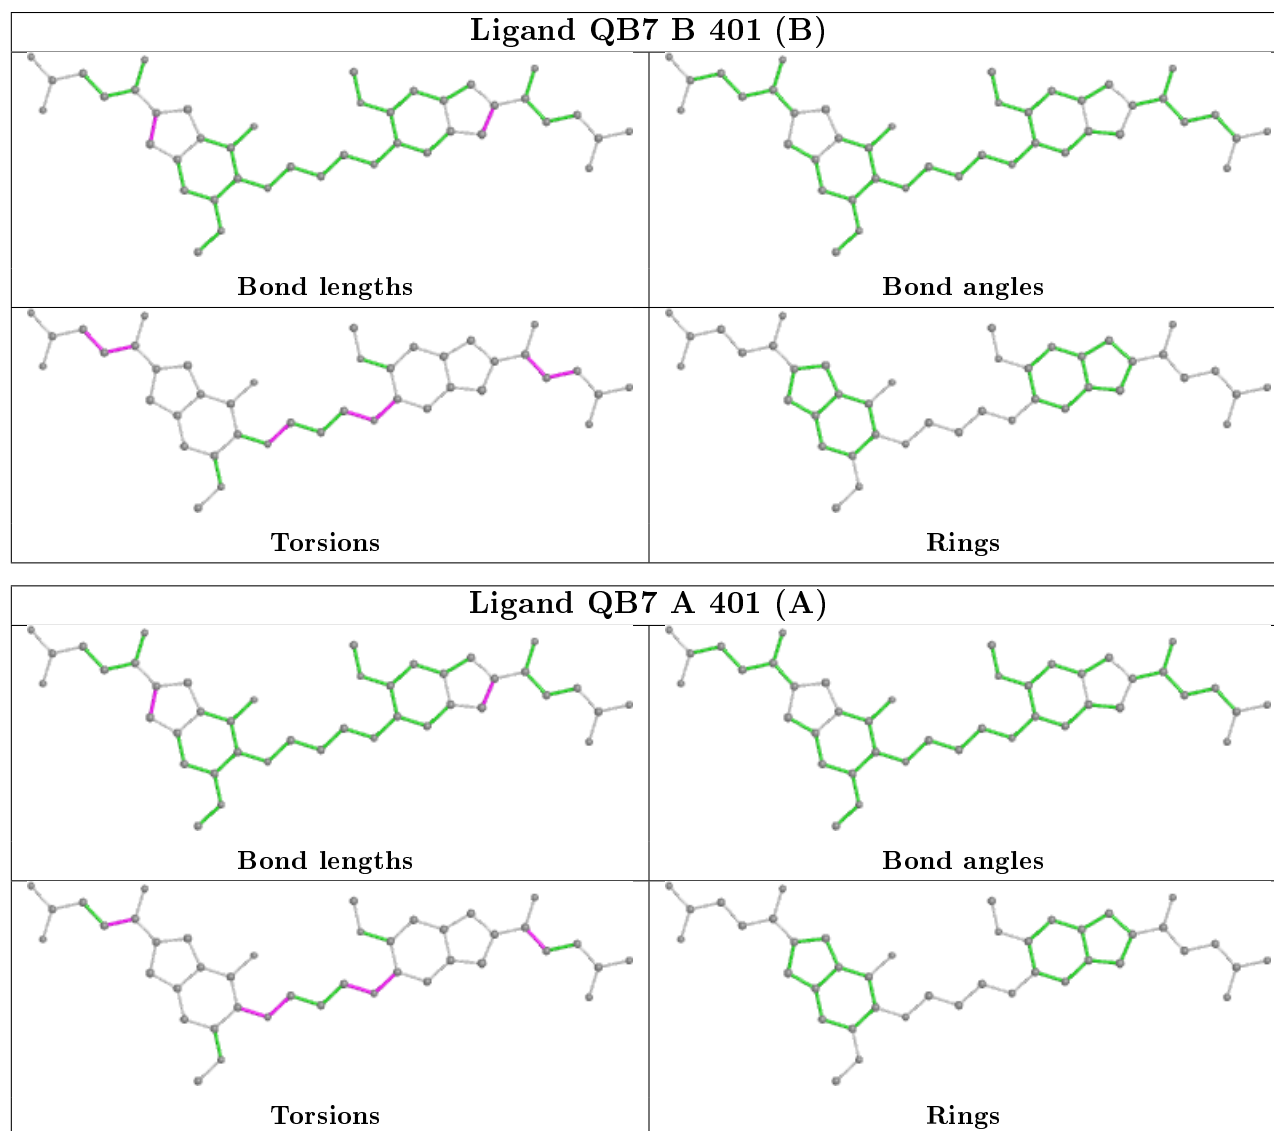 Ligand QB7 B 401 (B)
Bond lengths
Bond angles
Torsions
Rings
Ligand QB7 A 401 (A)
Bond lengths
Bond angles
Torsions
Rings